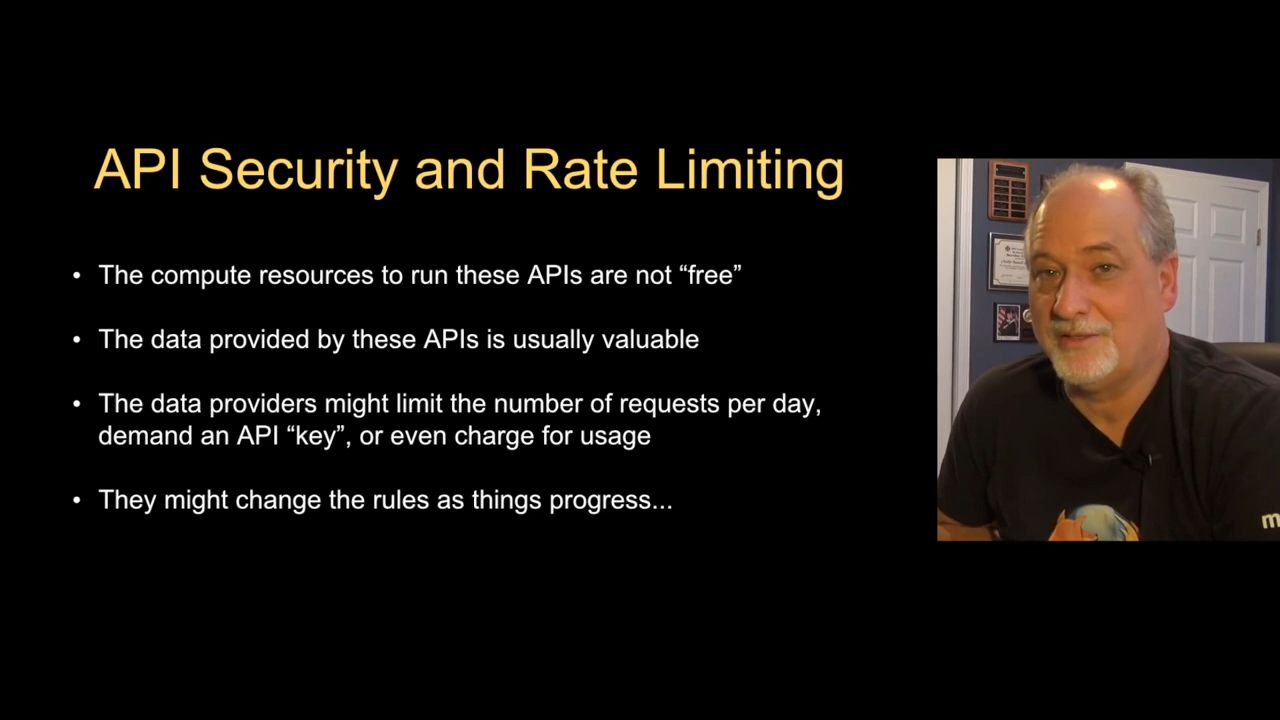 API Security and Rate Limiting
• The compute resources to run these APIs are not “free”
• The data provided by these APIs is usually valuable
• The data providers might limit the number of requests per day,
demand an API “key”, or even charge for usage
• They might change the rules as things progress...
m